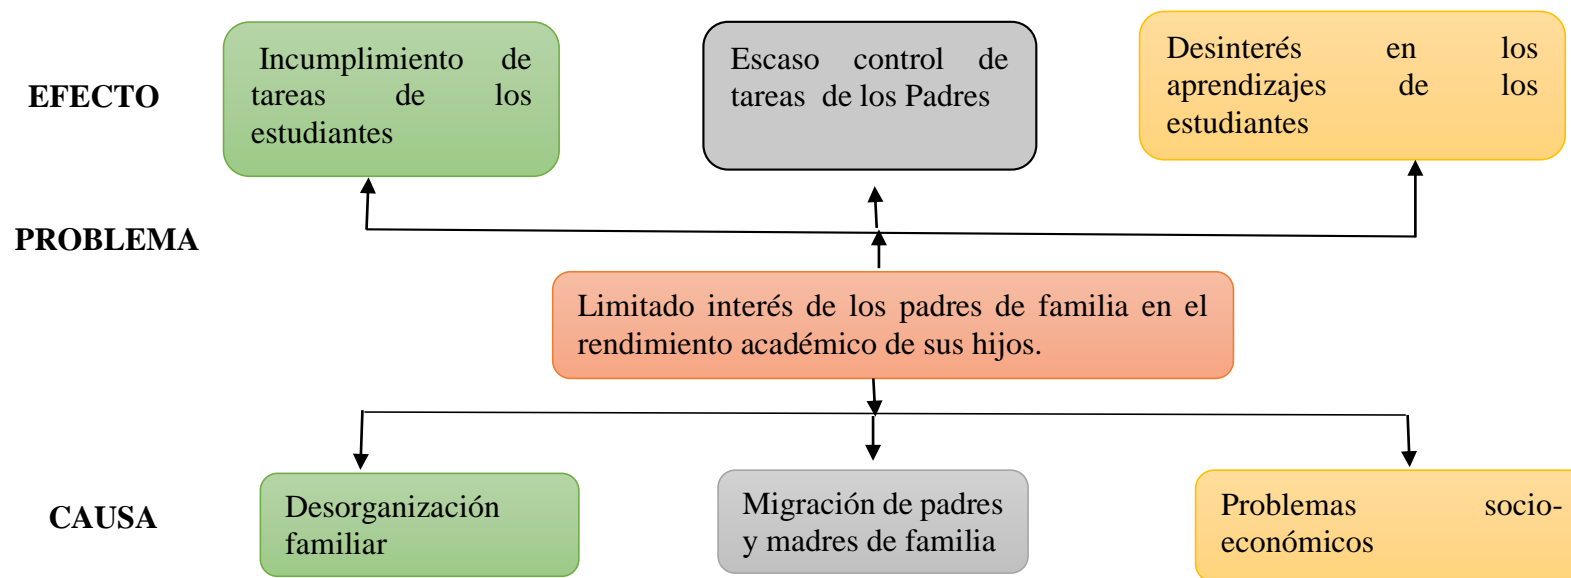 Incumplimiento de
tareas de los
estudiantes
Escaso control de
tareas de los Padres
Desinterés en los
aprendizajes de los
estudiantes
EFECTO
PROBLEMA
Limitado interés de los padres de familia en el
rendimiento académico de sus hijos.
CAUSA
Desorganización
familiar
Migración de padres
y madres de familia
Problemas socio-
económicos